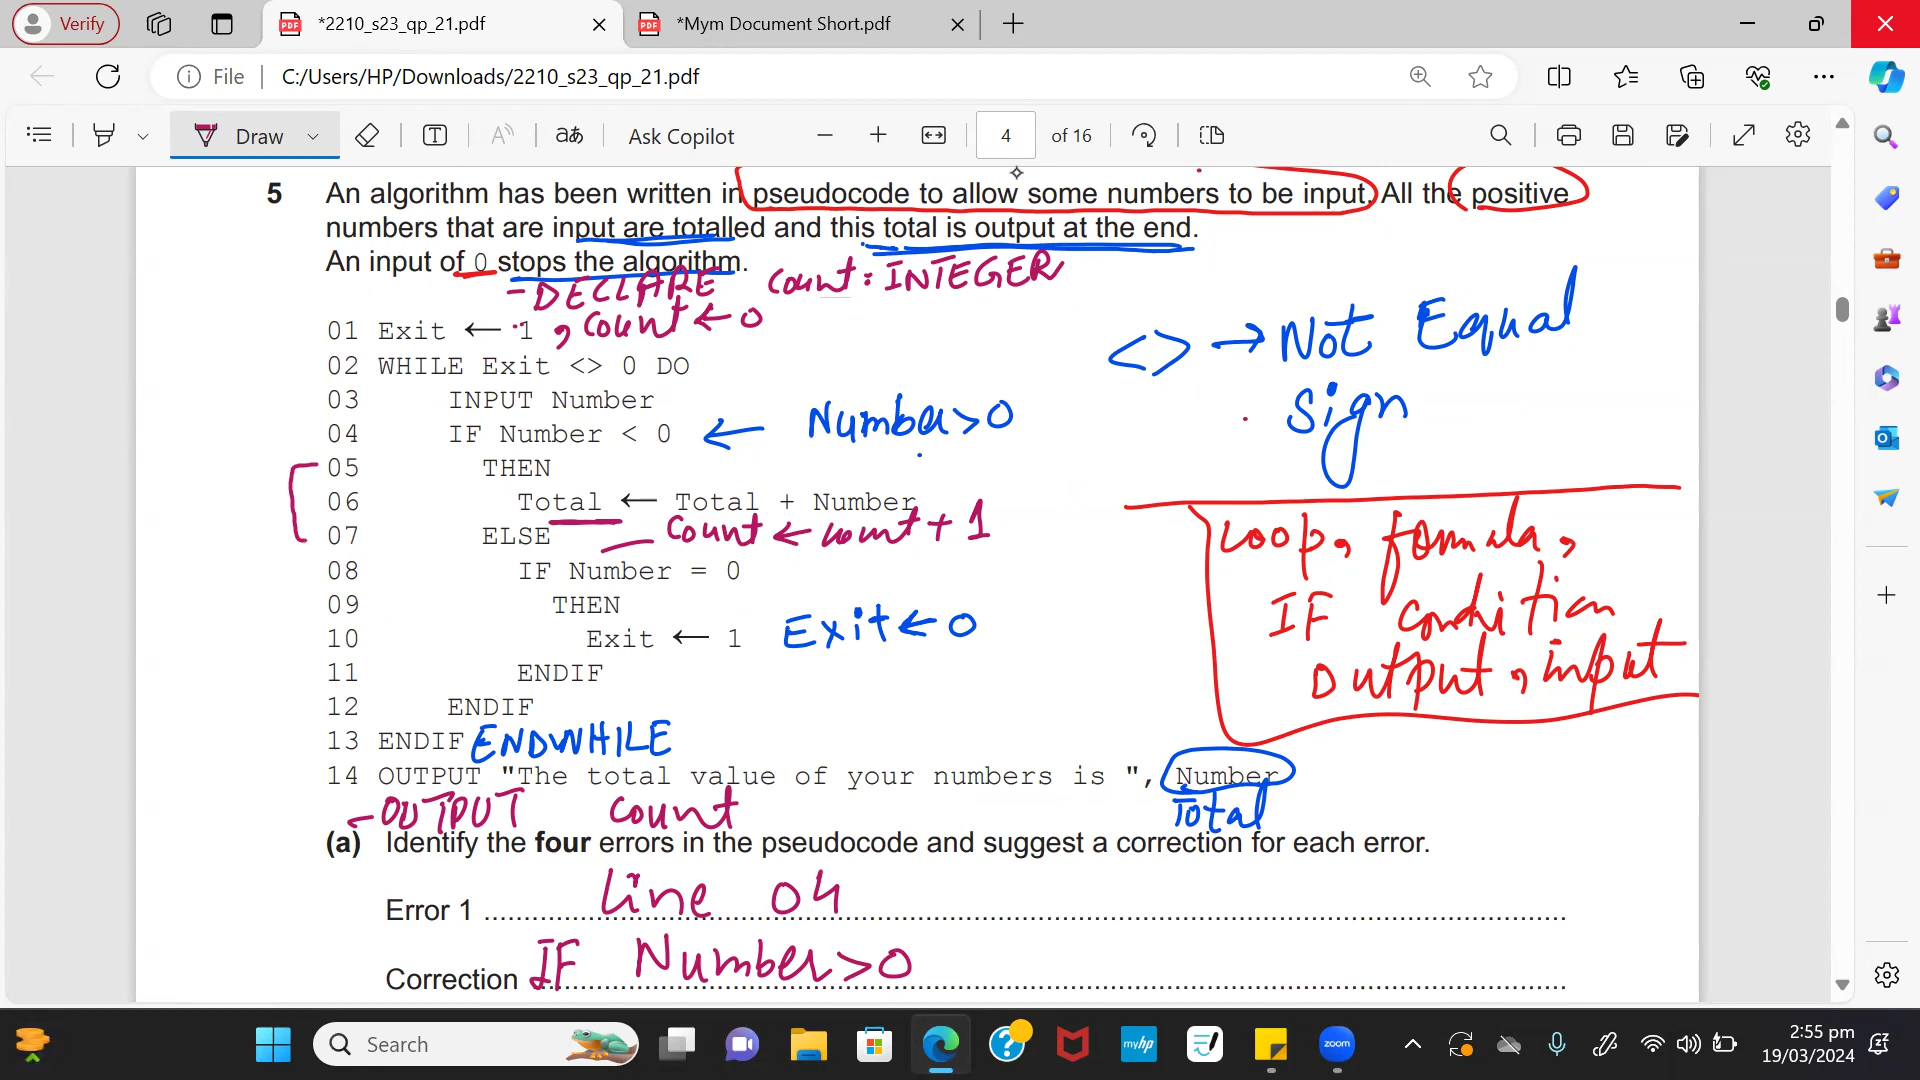 Verify
*2210_s23_qp_21.pdf
*Mym Document Short.pdf
File
C:/Users/HP/Downloads/2210_s23_qp_21.pdf
Draw
Ask Copilot
4
of 16
5 An algorithm has been written in pseudocode to allow some numbers to be input. All the positive
numbers that are input are totalled and this total is output at the end.
An input of 0 stops the algorithm.
- DECLARE count : INTEGER
01 Exit ← 1 , count ← 0
<> → Not Equal
Sign
02 WHILE Exit <> 0 DO
03 INPUT Number
04 IF Number < 0 ← Number > 0
05 THEN
06 Total ← Total + Number
07 ELSE
count ← count + 1
Loop, formula,
IF condition
output, input
08 IF Number = 0
09 THEN
10 Exit ← 1 Exit ← 0
11 ENDIF
12 ENDIF
13 ENDIF ENDWHILE
14 OUTPUT "The total value of your numbers is ", Number
OUTPUT count
Total
(a) Identify the four errors in the pseudocode and suggest a correction for each error.
Error 1 line 04
Correction IF Number > 0
Search
myhp
zoom
2:55 pm
19/03/2024